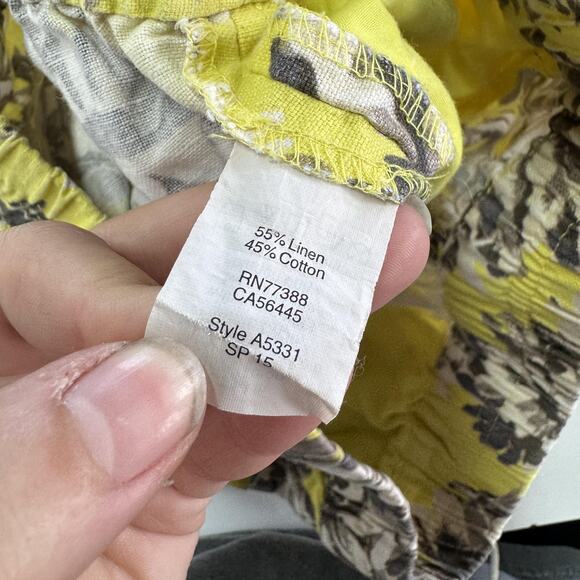 55% Linen
45% Cotton
RN77388
CA56445
Style A5331
SP 15